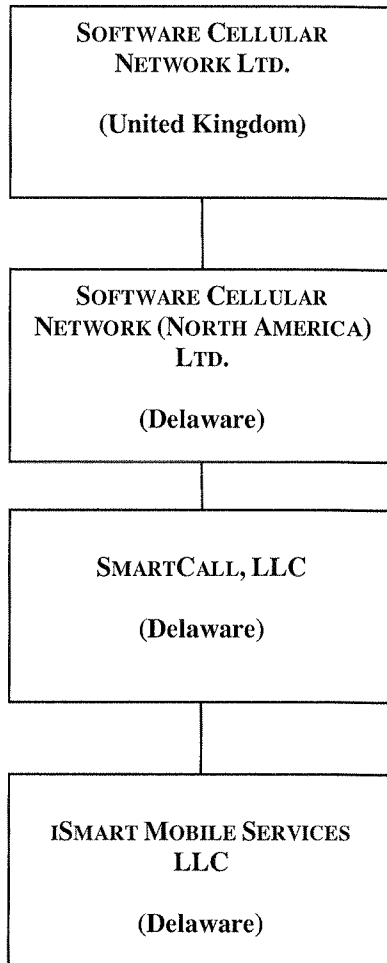 SOFTWARE CELLULAR
NETWORK LTD.
(United Kingdom)
SOFTWARE CELLULAR
NETWORK (NORTH AMERICA)
LTD.
(Delaware)
SMARTCALL, LLC
(Delaware)
ISMART MOBILE SERVICES
LLC
(Delaware)